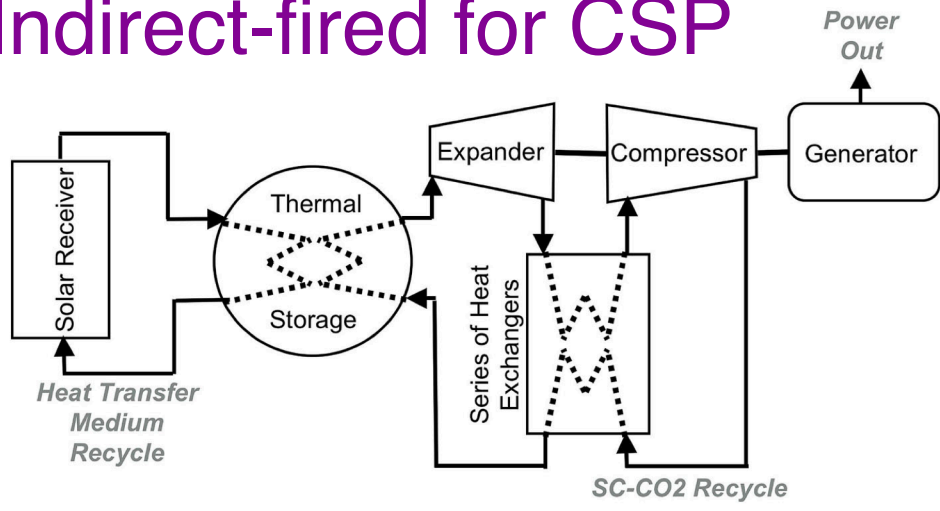 Indirect-fired for CSP
Power
Out
Expander
Compressor
Generator
Solar Receiver
Thermal
Storage
Series of Heat
Exchangers
Heat Transfer
Medium
Recycle
SC-CO2 Recycle